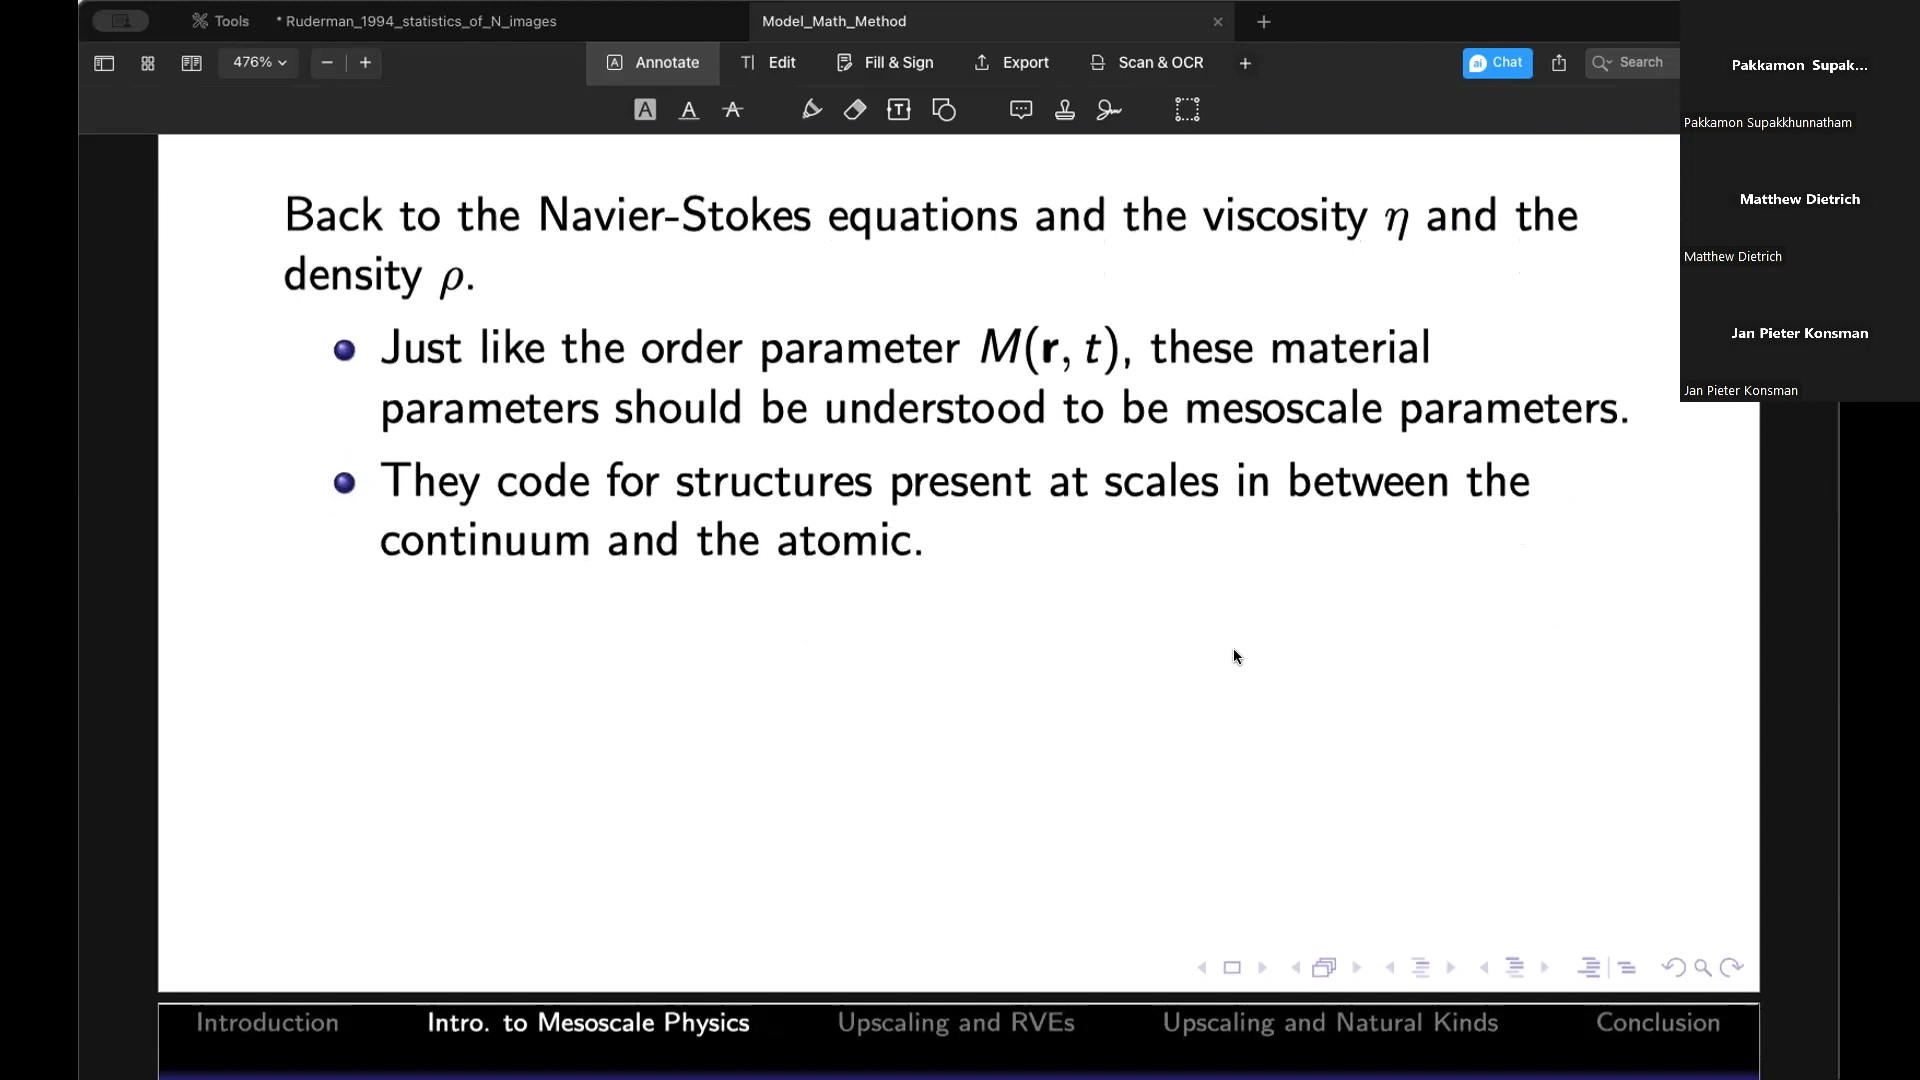 Tools
* Ruderman_1994_statistics_of_N_images
Model_Math_Method
476%
Annotate
Edit
Fill & Sign
Export
Scan & OCR
Chat
Search
Pakkamon Supak...
Pakkamon Supakkhunnatham
Matthew Dietrich
Matthew Dietrich
Jan Pieter Konsman
Jan Pieter Konsman
Back to the Navier-Stokes equations and the viscosity η and the
density ρ.
Just like the order parameter M(r, t), these material
parameters should be understood to be mesoscale parameters.
They code for structures present at scales in between the
continuum and the atomic.
Introduction
Intro. to Mesoscale Physics
Upscaling and RVEs
Upscaling and Natural Kinds
Conclusion